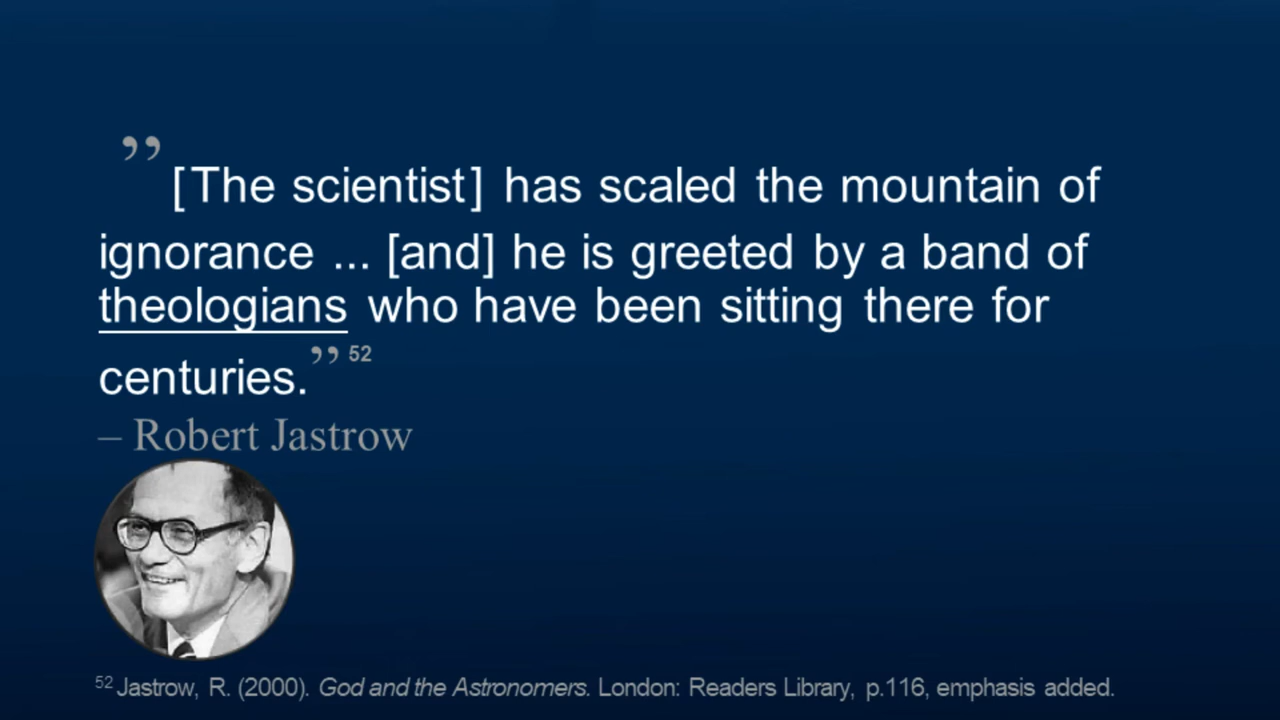 ”[The scientist] has scaled the mountain of
ignorance ... [and] he is greeted by a band of
theologians who have been sitting there for
centuries.” 52
– Robert Jastrow
52 Jastrow, R. (2000). God and the Astronomers. London: Readers Library, p.116, emphasis added.